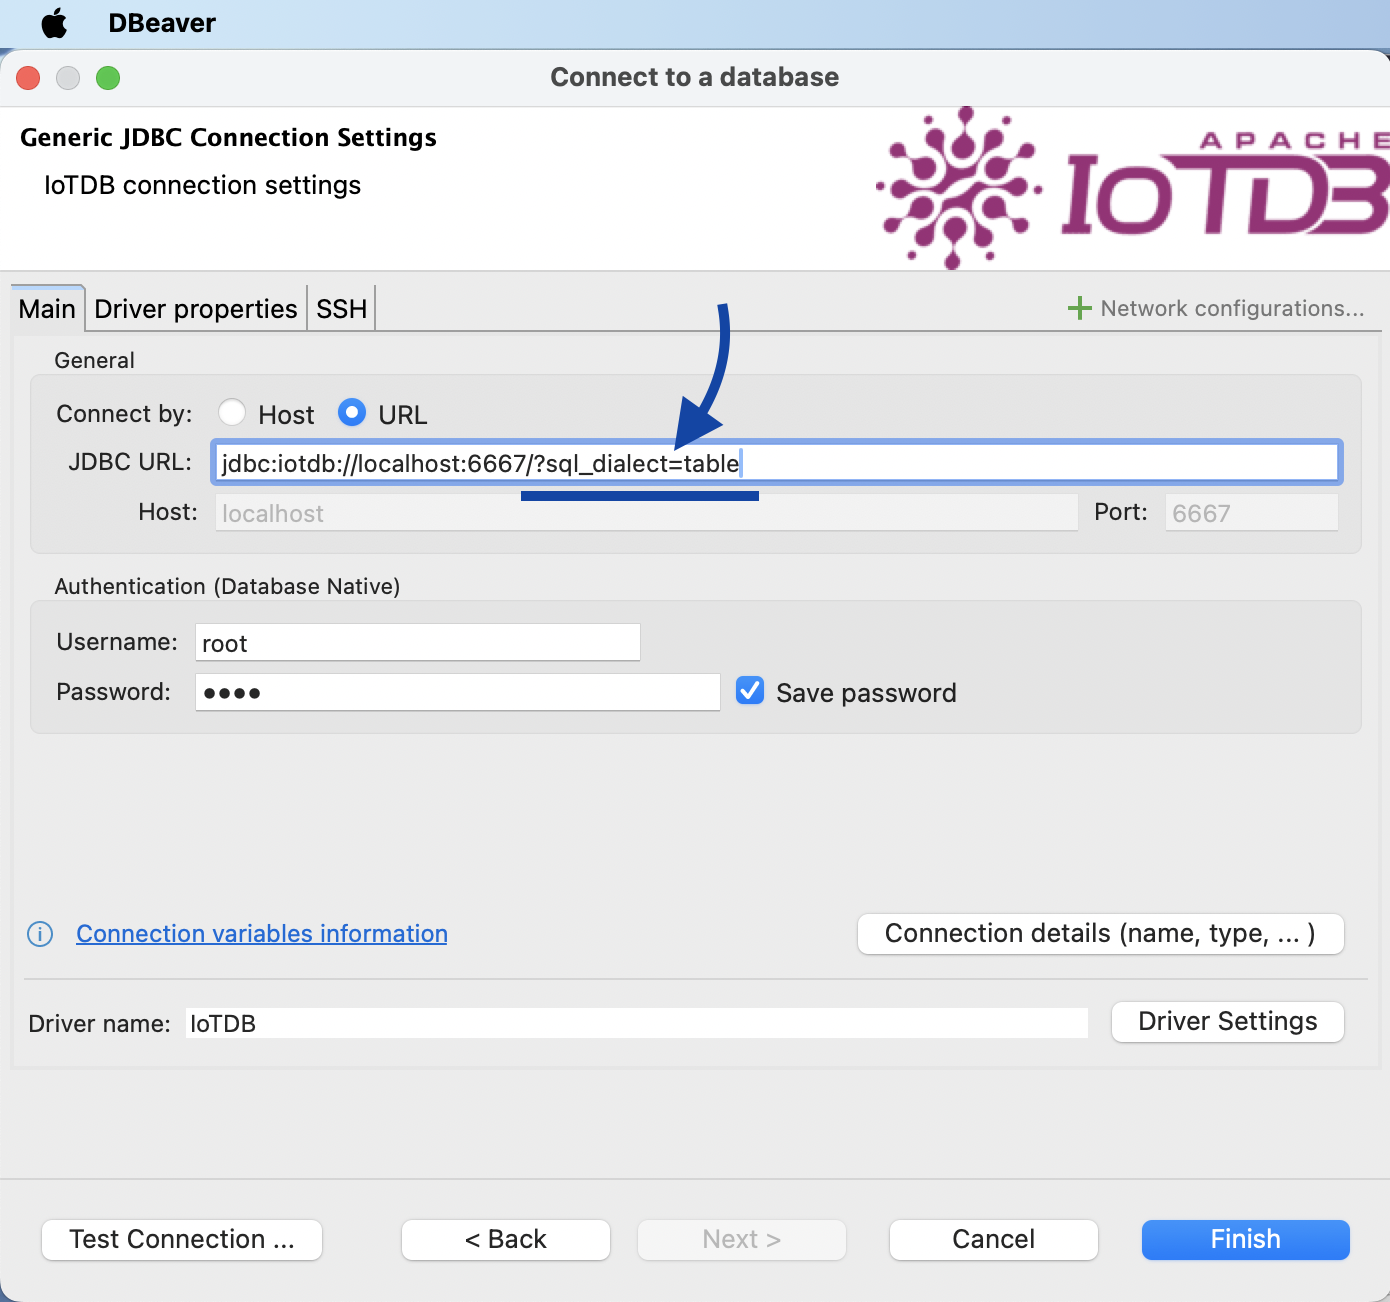 DBeaver
Connect to a database
Generic JDBC Connection Settings
IoTDB connection settings
APACHE
IoTDB
Main
Driver properties
SSH
Network configurations...
General
Connect by:
Host
URL
JDBC URL:
jdbc:iotdb://localhost:6667/?sql_dialect=table
Host:
localhost
Port:
6667
Authentication (Database Native)
Username:
root
Password:
••••
Save password
Connection variables information
Connection details (name, type, ... )
Driver name:
IoTDB
Driver Settings
Test Connection ...
< Back
Next >
Cancel
Finish